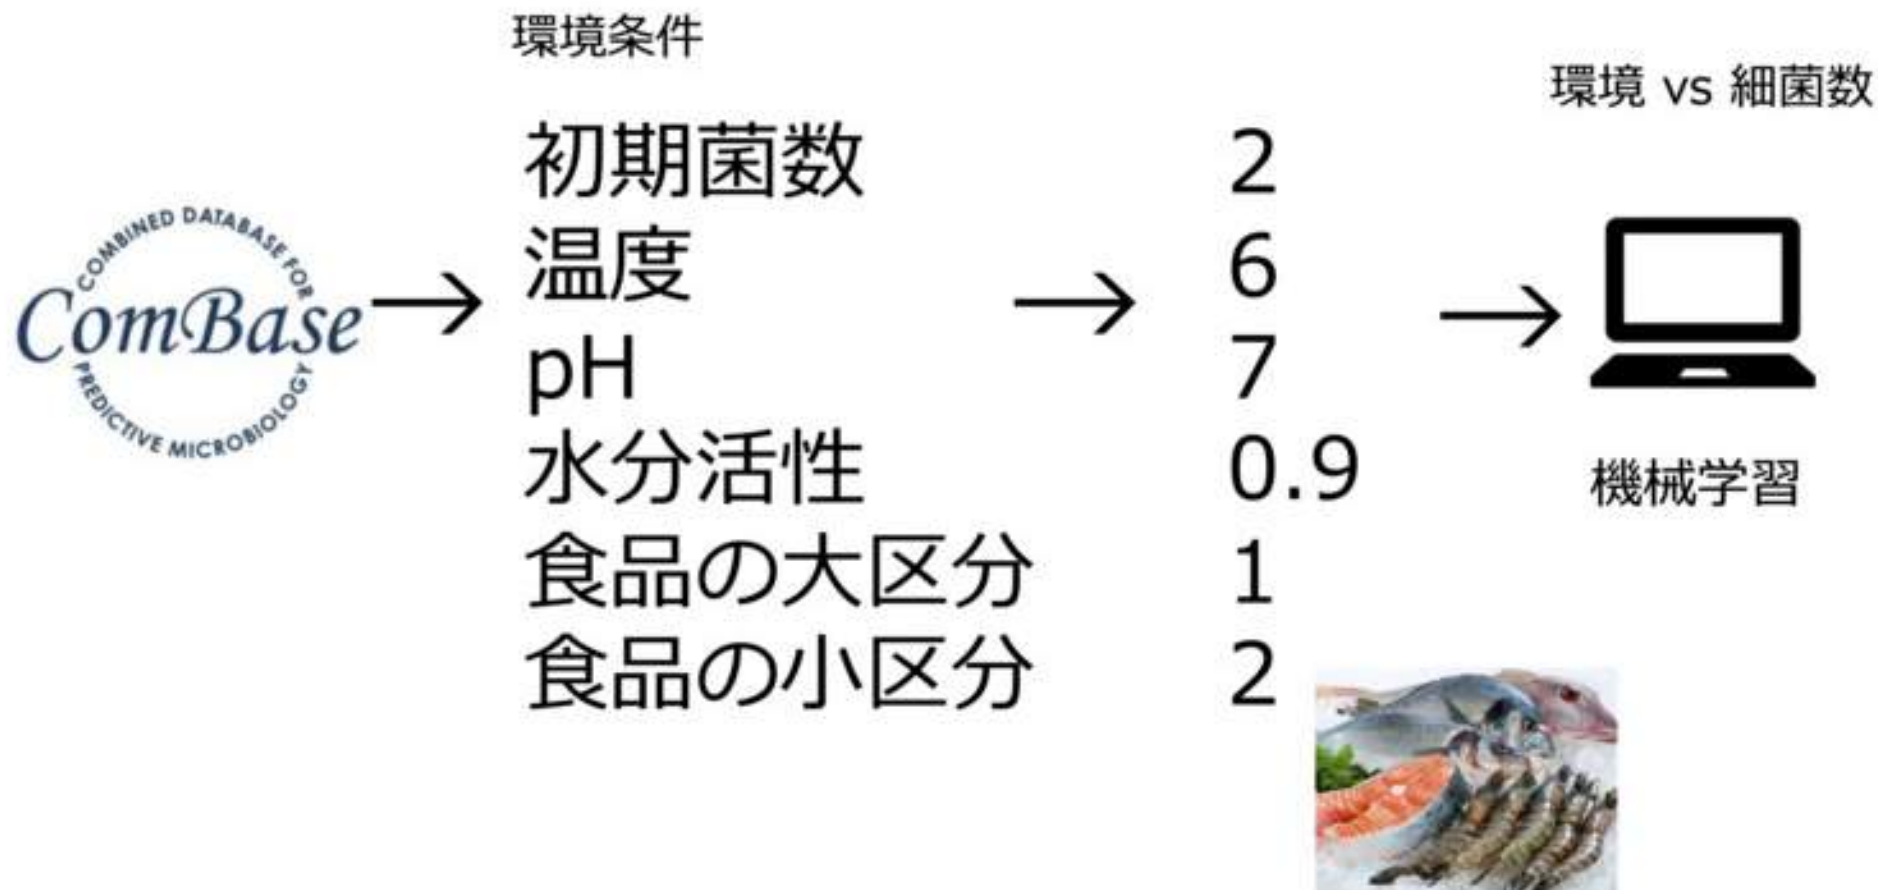 環境条件
環境 vs 細菌数
COMBINED DATABASE FOR
ComBase
PREDICTIVE MICROBIOLOGY
→
初期菌数
温度
pH
水分活性
食品の大区分
食品の小区分
→
2
6
7
0.9
1
2
→
機械学習